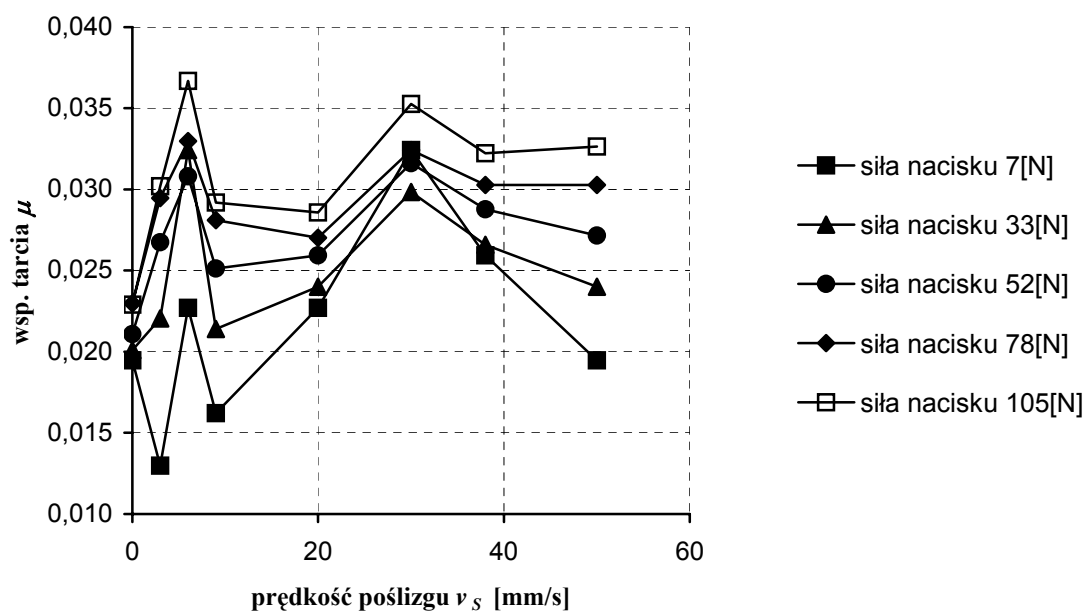 0,040
0,035
0,030
0,025
0,020
0,015
0,010
wsp. tarcia μ
0 20 40 60
prędkość poślizgu v S [mm/s]
siła nacisku 7[N]
siła nacisku 33[N]
siła nacisku 52[N]
siła nacisku 78[N]
siła nacisku 105[N]